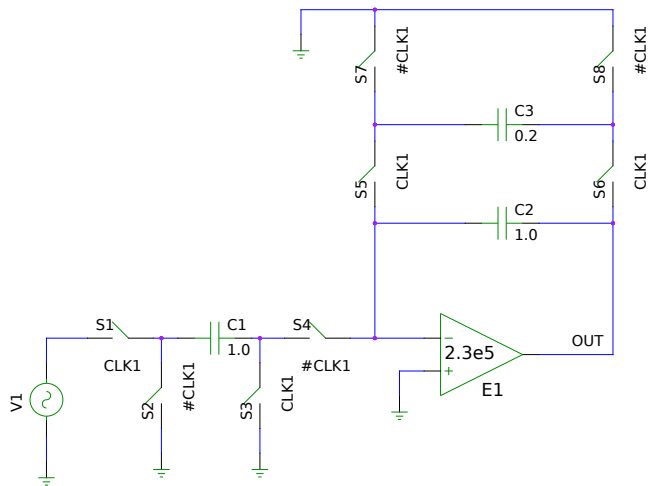 S7
#CLK1
S8
#CLK1
C3
0.2
S5
CLK1
S6
CLK1
C2
1.0
S1
CLK1
C1
1.0
S4
#CLK1
OUT
2.3e5
−
+
E1
V1
S2
#CLK1
S3
CLK1